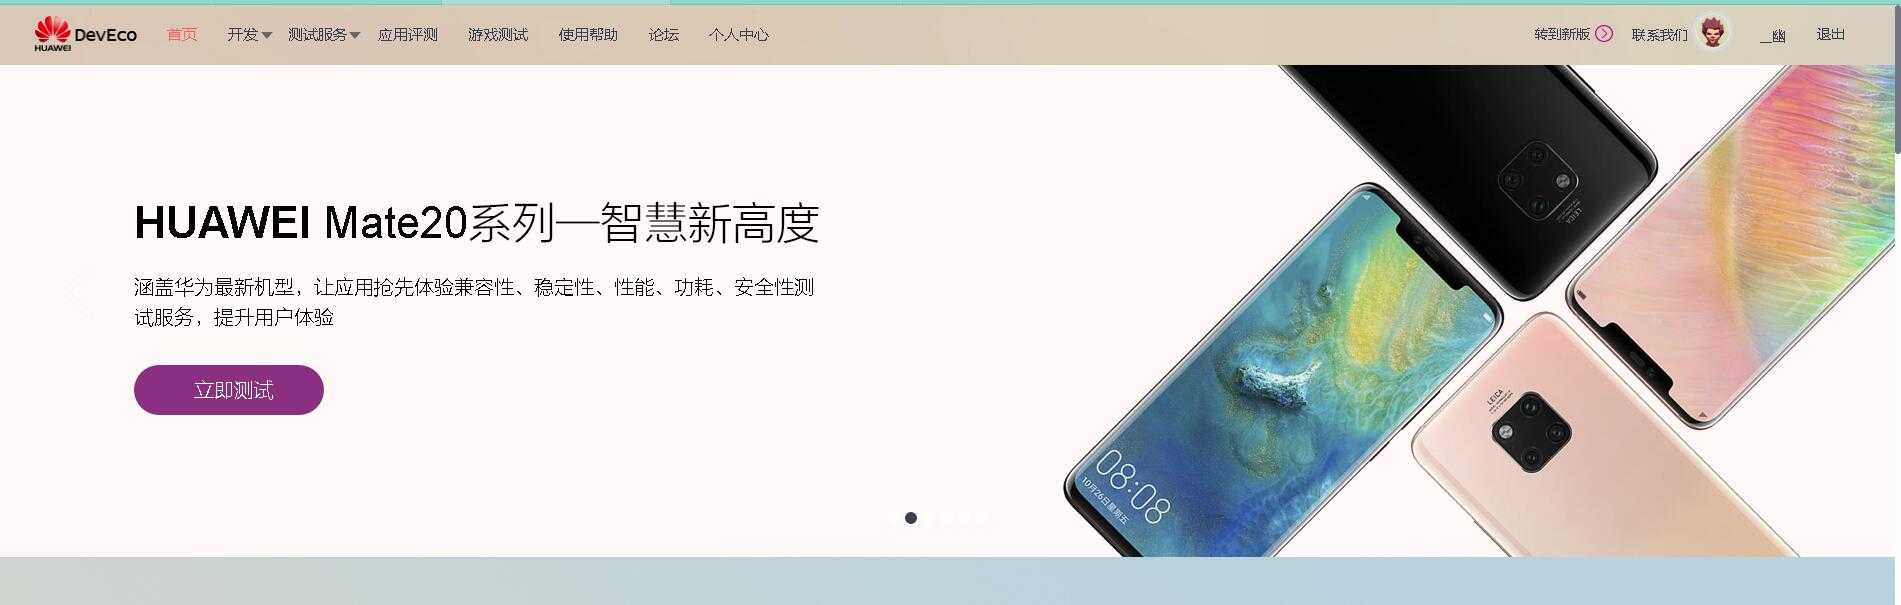 HUAWEI DevEco 首页 开发 测试服务 应用评测 游戏测试 使用帮助 论坛 个人中心 转到新版 联系我们 __幽 退出
HUAWEI Mate20系列—智慧新高度
涵盖华为最新机型，让应用抢先体验兼容性、稳定性、性能、功耗、安全性测
试服务，提升用户体验
立即测试
LEICA
LEICA
08:08
10月26日星期五